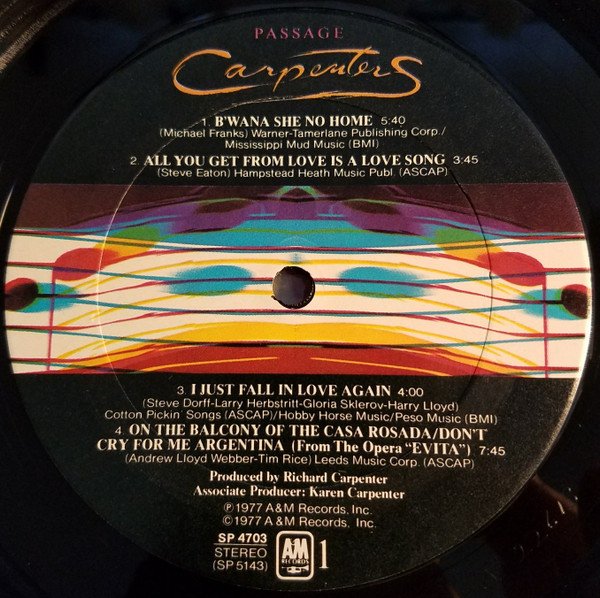 PASSAGE
Carpenters
1. B'WANA SHE NO HOME 5:40
(Michael Franks) Warner-Tamerlane Publishing Corp./
Mississippi Mud Music (BMI)
2. ALL YOU GET FROM LOVE IS A LOVE SONG 3:45
(Steve Eaton) Hampstead Heath Music Publ. (ASCAP)
3. I JUST FALL IN LOVE AGAIN 4:00
(Steve Dorff-Larry Herbstritt-Gloria Sklerov-Harry Lloyd)
Cotton Pickin' Songs (ASCAP)/Hobby Horse Music/Peso Music (BMI)
4. ON THE BALCONY OF THE CASA ROSADA/DON'T
CRY FOR ME ARGENTINA (From The Opera "EVITA") 7:45
(Andrew Lloyd Webber-Tim Rice) Leeds Music Corp. (ASCAP)
Produced by Richard Carpenter
Associate Producer: Karen Carpenter
℗1977 A&M Records, Inc.
©1977 A&M Records, Inc.
SP 4703
STEREO
(SP 5143)
A&M
RECORDS
1